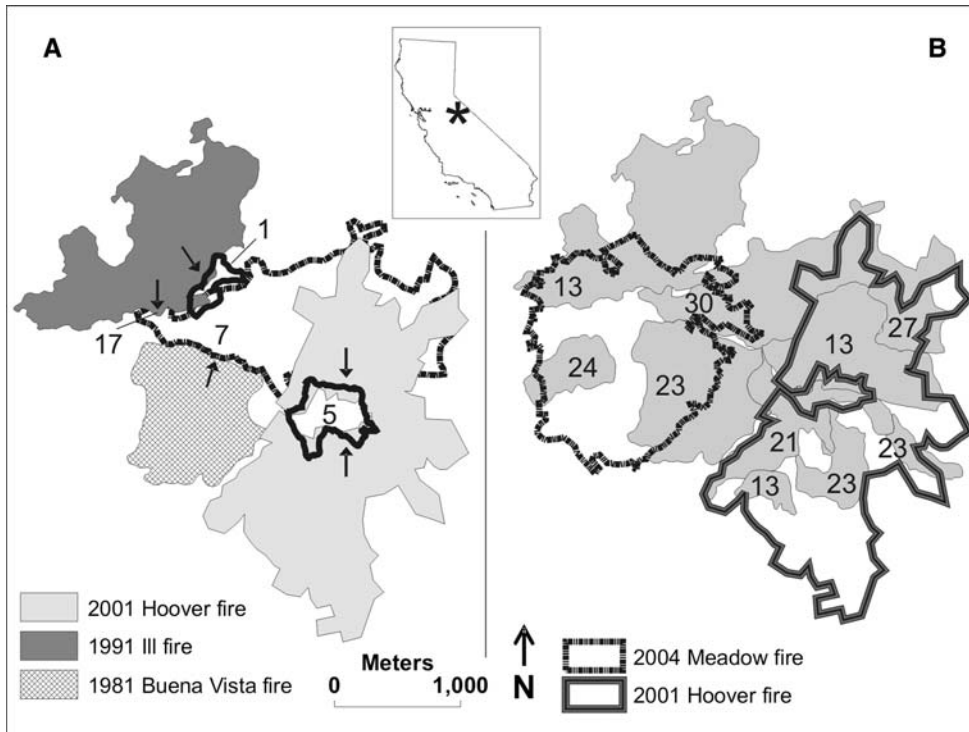 A
B
*
1
17
7
5
13
30
27
13
24
23
21
23
13
23
2001 Hoover fire
1991 Ill fire
1981 Buena Vista fire
Meters
0 1,000
N
2004 Meadow fire
2001 Hoover fire